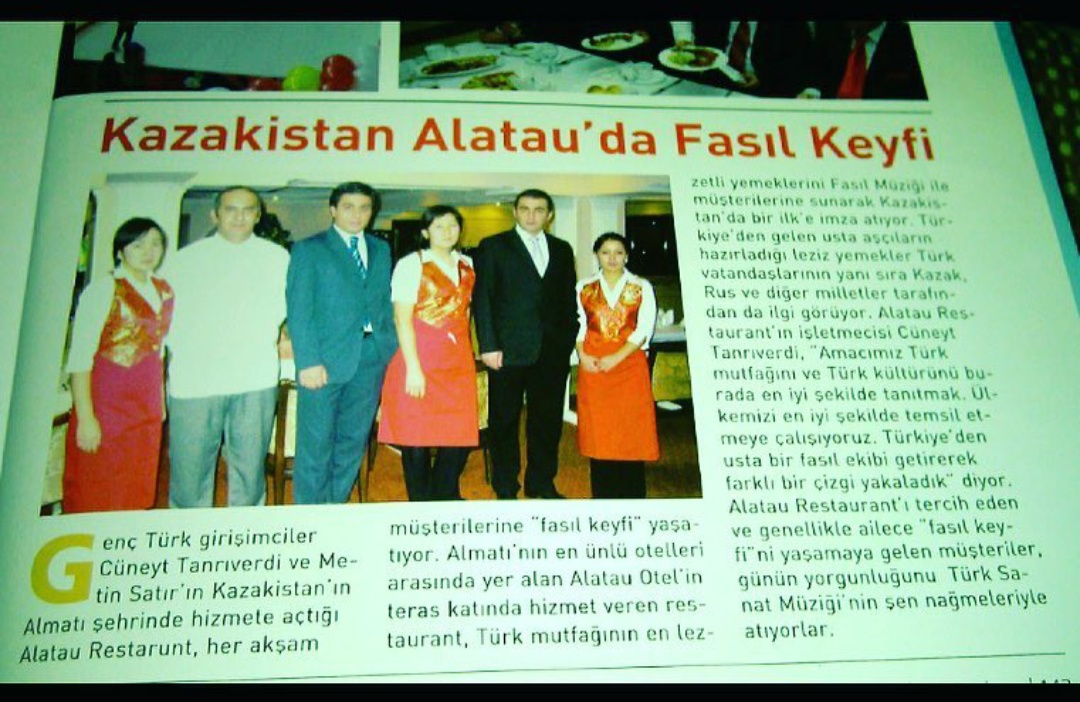 Kazakistan Alatau'da Fasıl Keyfi
Genç Türk girişimciler
Cüneyt Tanrıverdi ve Me-
tin Satır'ın Kazakistan'ın
Almatı şehrinde hizmete açtığı
Alatau Restarunt, her akşam
müşterilerine "fasıl keyfi" yaşa-
tıyor. Almatı'nın en ünlü otelleri
arasında yer alan Alatau Otel'in
teras katında hizmet veren res-
taurant, Türk mutfağının en lez-
zetli yemeklerini Fasıl Müziği ile
müşterilerine sunarak Kazakis-
tan'da bir ilk'e imza atıyor. Tür-
kiye'den gelen usta aşçıların
hazırladığı leziz yemekler Türk
vatandaşlarının yanı sıra Kazak,
Rus ve diğer milletler tarafın-
dan da ilgi görüyor. Alatau Res-
taurant'ın işletmecisi Cüneyt
Tanrıverdi, "Amacımız Türk
mutfağını ve Türk kültürünü bu-
rada en iyi şekilde tanıtmak. Ül-
kemizi en iyi şekilde temsil et-
meye çalışıyoruz. Türkiye'den
usta bir fasıl ekibi getirerek
farklı bir çizgi yakaladık" diyor.
Alatau Restaurant'ı tercih eden
ve genellikle ailece "fasıl key-
fi"ni yaşamaya gelen müşteriler,
günün yorgunluğunu Türk Sa-
nat Müziği'nin şen nağmeleriyle
atıyorlar.